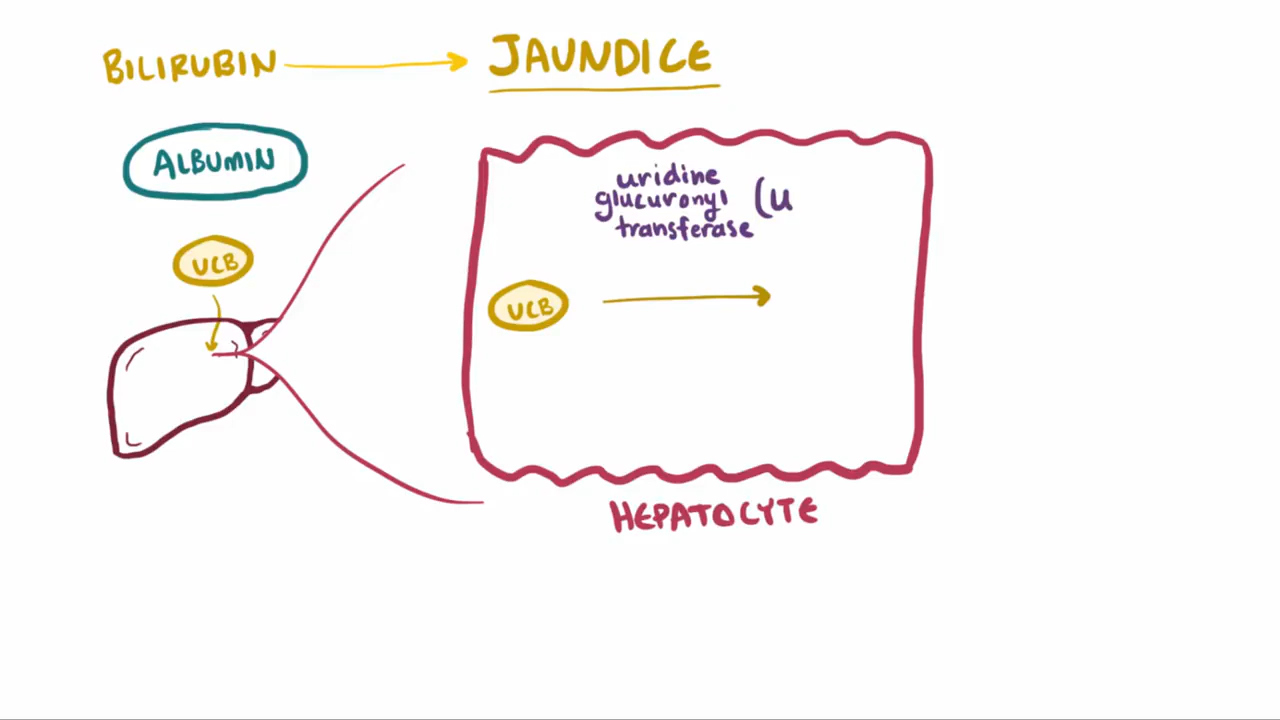 BILIRUBIN
JAUNDICE
ALBUMIN
UCB
uridine
glucuronyl (u
transferase
UCB
HEPATOCYTE